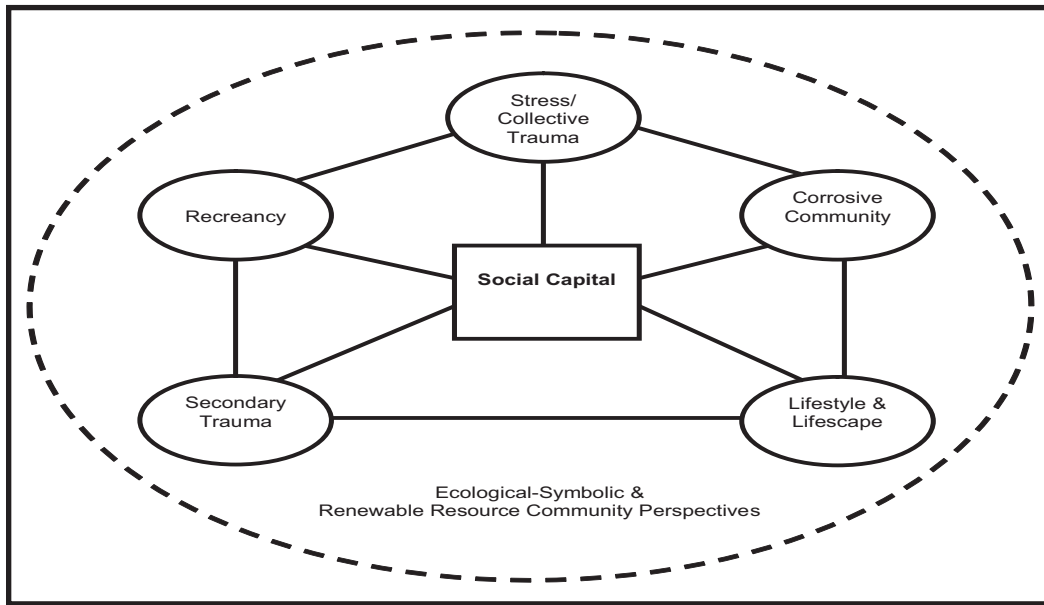 Stress/
Collective
Trauma
Recreancy
Corrosive
Community
Social Capital
Secondary
Trauma
Lifestyle &
Lifescape
Ecological-Symbolic &
Renewable Resource Community Perspectives